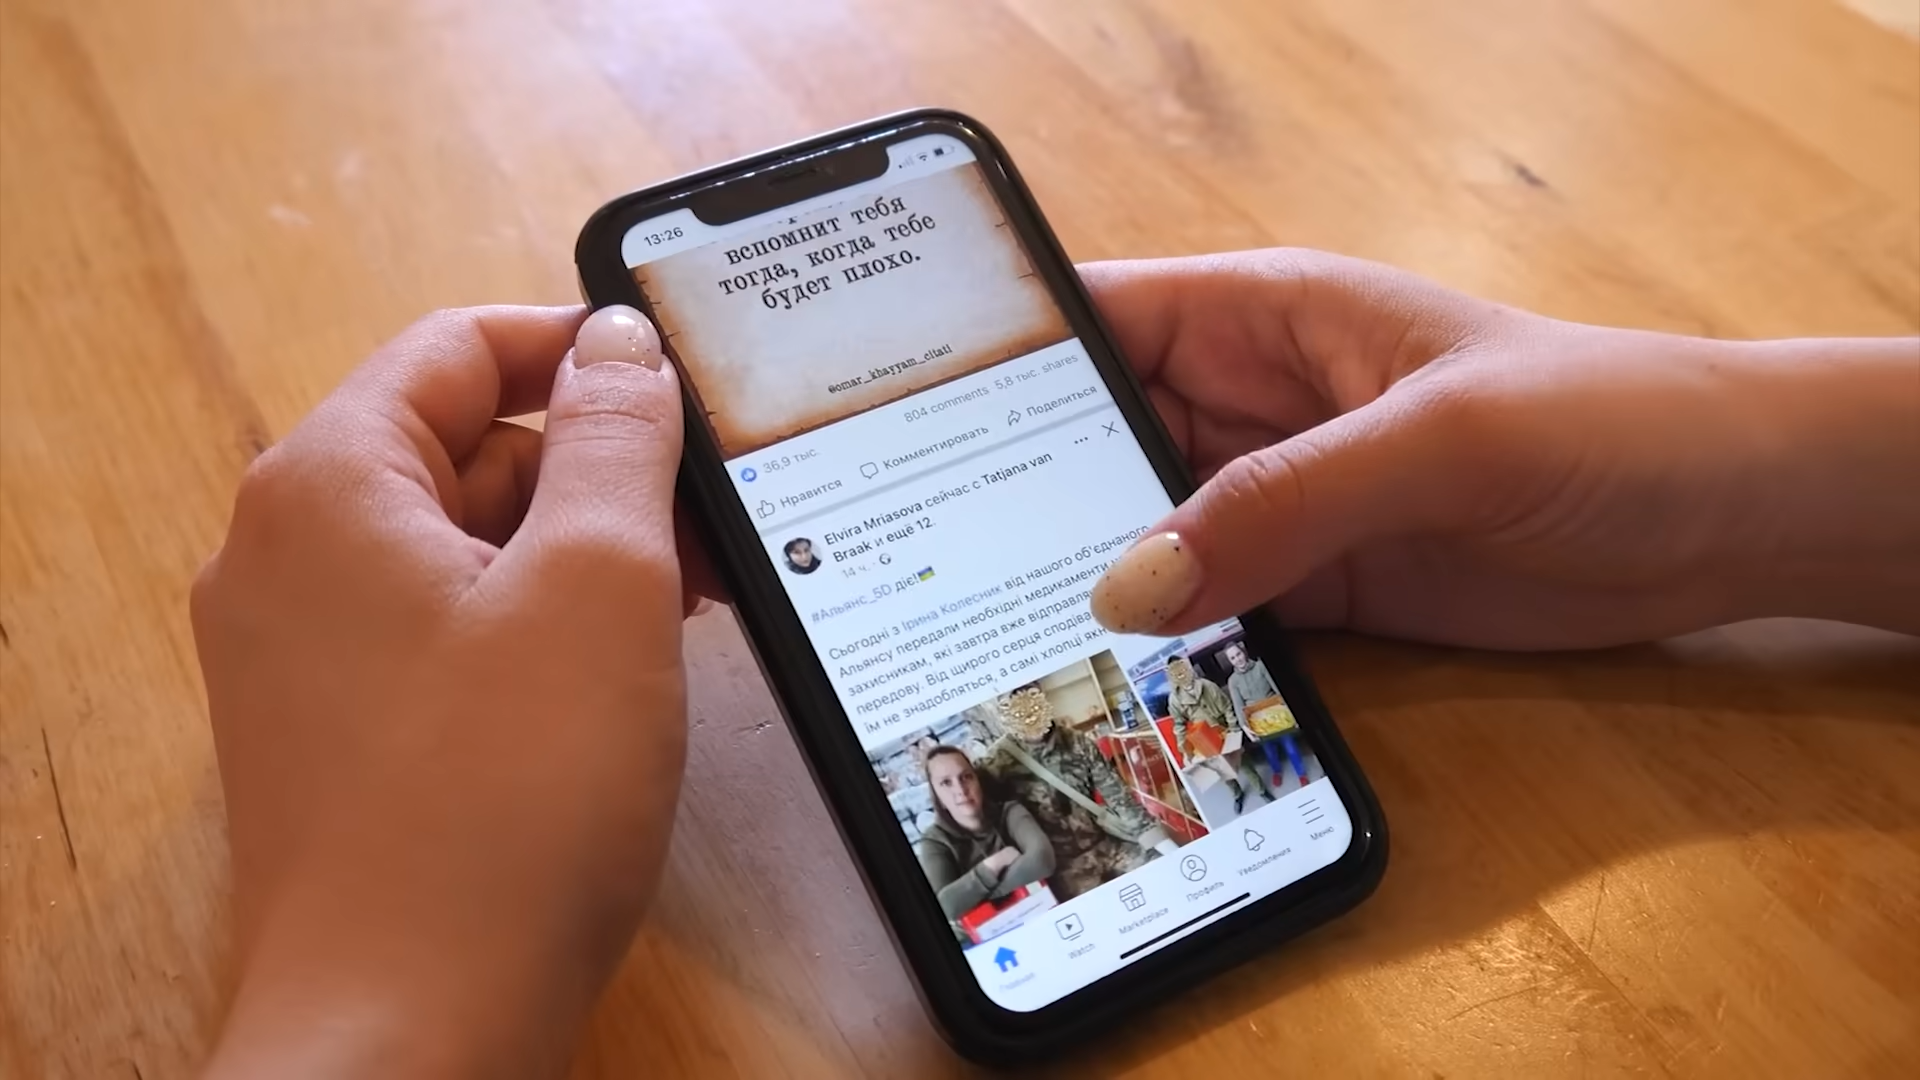 13:26
вспомнит тебя
тогда, когда тебе
будет плохо.
@omar_khayyam_citati
36,9 тыс.
804 comments 5,8 тыс. shares
Нравится
Комментировать
Поделиться
Elvira Mriasova сейчас с Tatjana van
Braak и ещё 12.
14 ч.
#Альянс_5D діє!
Сьогодні з Ірина Колесник від нашого об'єднаного
Альянсу передали необхідні медикаменти
захисникам, які завтра вже
передову. Від щирого серця
їм не знадобляться, а самі хлопці
Главная
Watch
Marketplace
Профиль
Уведомления
Меню